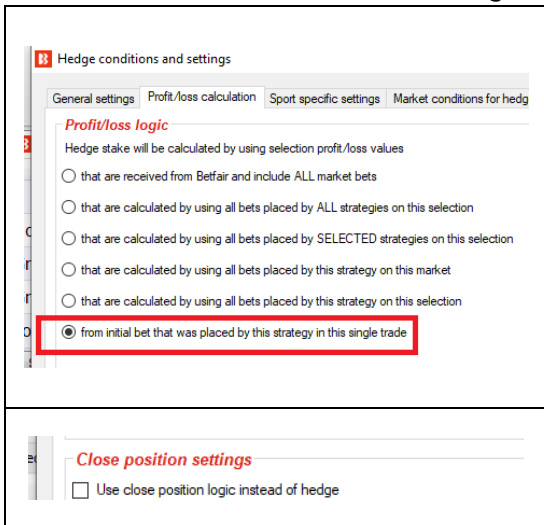 Hedge conditions and settings
General settings Profit/loss calculation Sport specific settings Market conditions for hedg
Profit/loss logic
Hedge stake will be calculated by using selection profit/loss values
that are received from Betfair and include ALL market bets
that are calculated by using all bets placed by ALL strategies on this selection
that are calculated by using all bets placed by SELECTED strategies on this selection
that are calculated by using all bets placed by this strategy on this market
that are calculated by using all bets placed by this strategy on this selection
from initial bet that was placed by this strategy in this single trade
Close position settings
Use close position logic instead of hedge